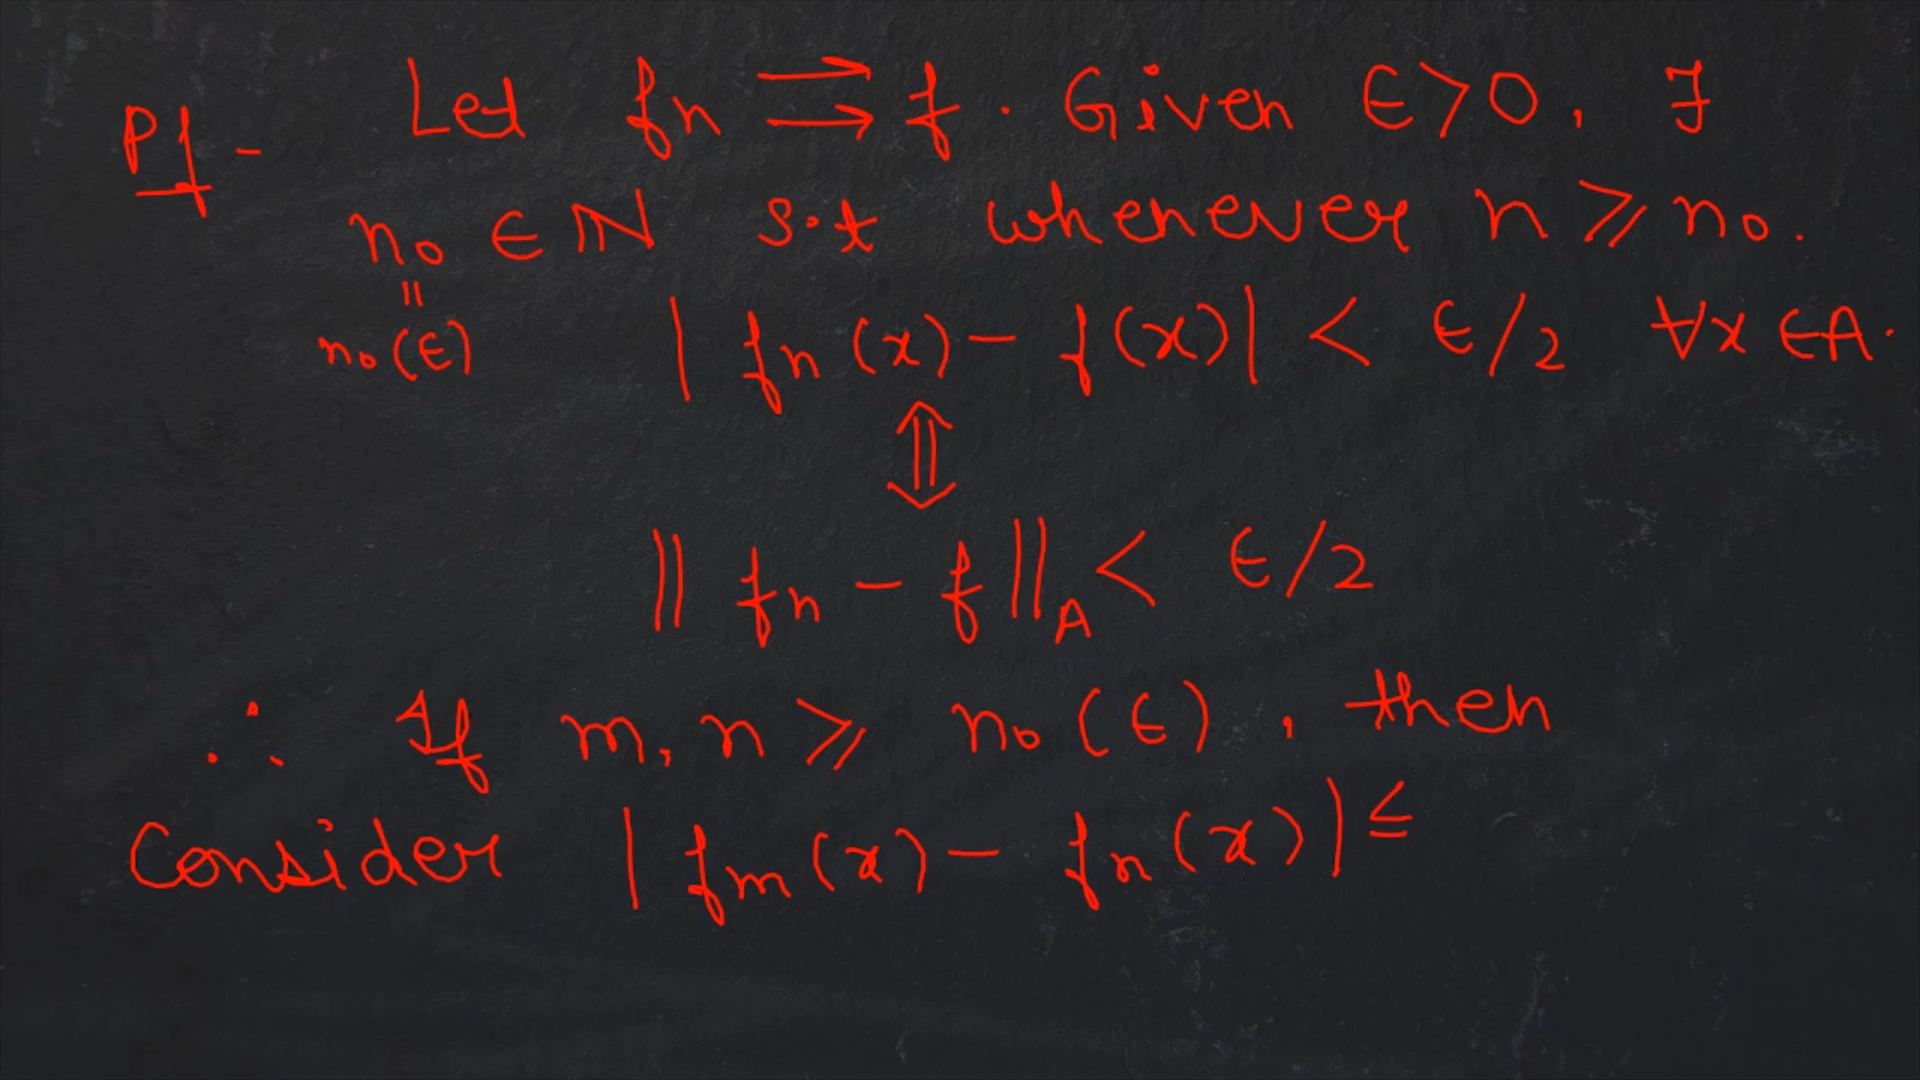 Pf - Let fn ⇉ f. Given ε>0, ∃
n₀ ∈ ℕ s.t whenever n ⩾ n₀.
||
n₀(ε) | fn(x) - f(x)| < ε/2 ∀x ∈A.
⇕
|| fn - f ||_A < ε/2
∴ If m, n ⩾ n₀(ε), then
Consider | fm(x) - fn(x)| ≤